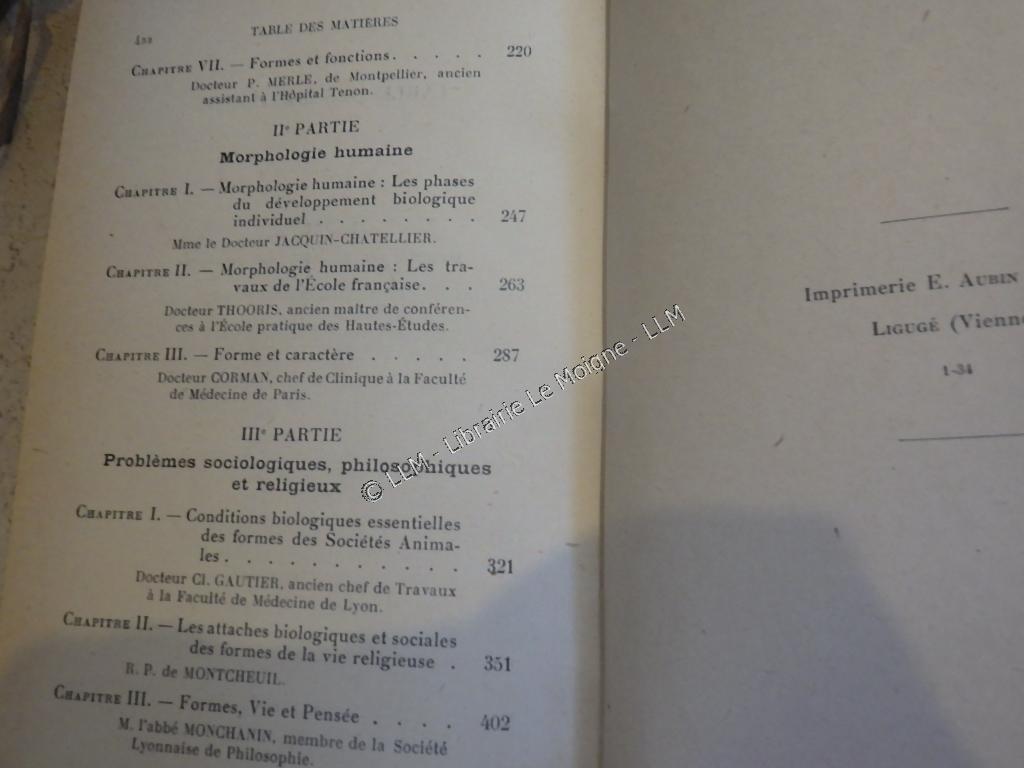 TABLE DES MATIÈRES
CHAPITRE VII. — Formes et fonctions. . . . . . 220
Docteur P. MERLE, de Montpellier, ancien
assistant à l'Hôpital Tenon.
IIe PARTIE
Morphologie humaine
CHAPITRE I. — Morphologie humaine : Les phases
du développement biologique
individuel . . . . . . . . 247
Mme le Docteur JACQUIN-CHATELLIER.
CHAPITRE II. — Morphologie humaine : Les tra-
vaux de l'École française. . . . 263
Docteur THOORIS, ancien maître de conféren-
ces à l'École pratique des Hautes-Études.
CHAPITRE III. — Forme et caractère . . . . . 287
Docteur CORMAN, chef de Clinique à la Faculté
de Médecine de Paris.
IIIe PARTIE
Problèmes sociologiques, philosophiques
et religieux
CHAPITRE I. — Conditions biologiques essentielles
des formes des Sociétés Anima-
les . . . . . . . . . . . 321
Docteur Cl. GAUTIER, ancien chef de Travaux
à la Faculté de Médecine de Lyon.
CHAPITRE II. — Les attaches biologiques et sociales
des formes de la vie religieuse . 351
R. P. de MONTCHEUIL.
CHAPITRE III. — Formes, Vie et Pensée . . . . 402
M. l'abbé MONCHANIN, membre de la Société
Lyonnaise de Philosophie.
Imprimerie E. AUBIN
LIGUGÉ (Vienne
1-34
© LLM - Librairie Le Moigne - LLM